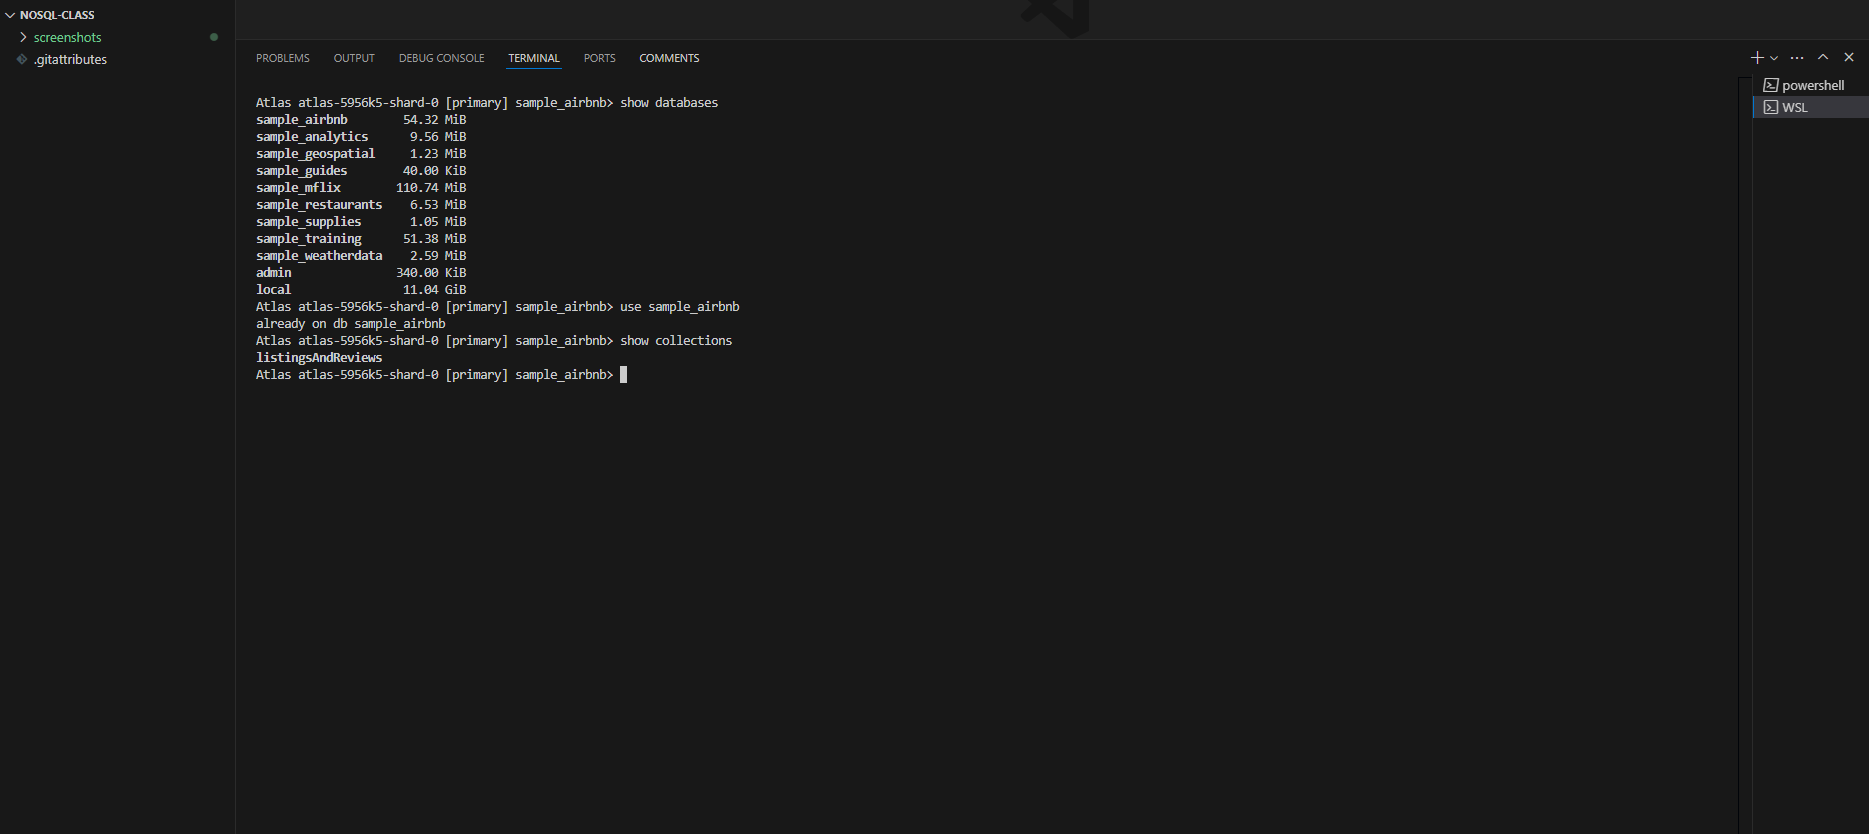 NOSQL-CLASS
screenshots
.gitattributes
PROBLEMS OUTPUT DEBUG CONSOLE TERMINAL PORTS COMMENTS
Atlas atlas-5956k5-shard-0 [primary] sample_airbnb> show databases
sample_airbnb 54.32 MiB
sample_analytics 9.56 MiB
sample_geospatial 1.23 MiB
sample_guides 40.00 KiB
sample_mflix 110.74 MiB
sample_restaurants 6.53 MiB
sample_supplies 1.05 MiB
sample_training 51.38 MiB
sample_weatherdata 2.59 MiB
admin 340.00 KiB
local 11.04 GiB
Atlas atlas-5956k5-shard-0 [primary] sample_airbnb> use sample_airbnb
already on db sample_airbnb
Atlas atlas-5956k5-shard-0 [primary] sample_airbnb> show collections
listingsAndReviews
Atlas atlas-5956k5-shard-0 [primary] sample_airbnb>
powershell
WSL